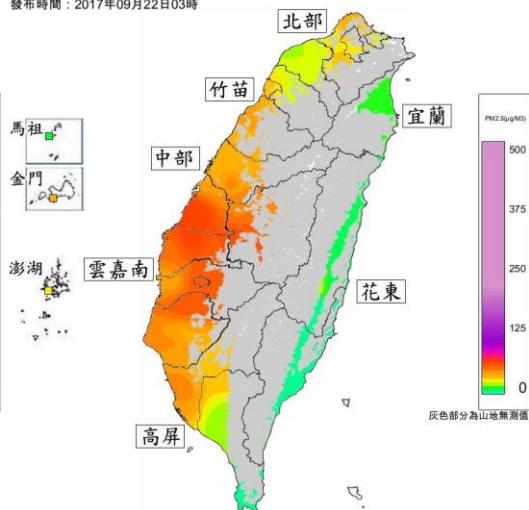 發布時間：2017年09月22日03時
北部
竹苗
宜蘭
馬祖
中部
金門
澎湖
雲嘉南
花東
高屏
PM2.5(μg/M3)
500
250
125
0
灰色部分為山地無測值